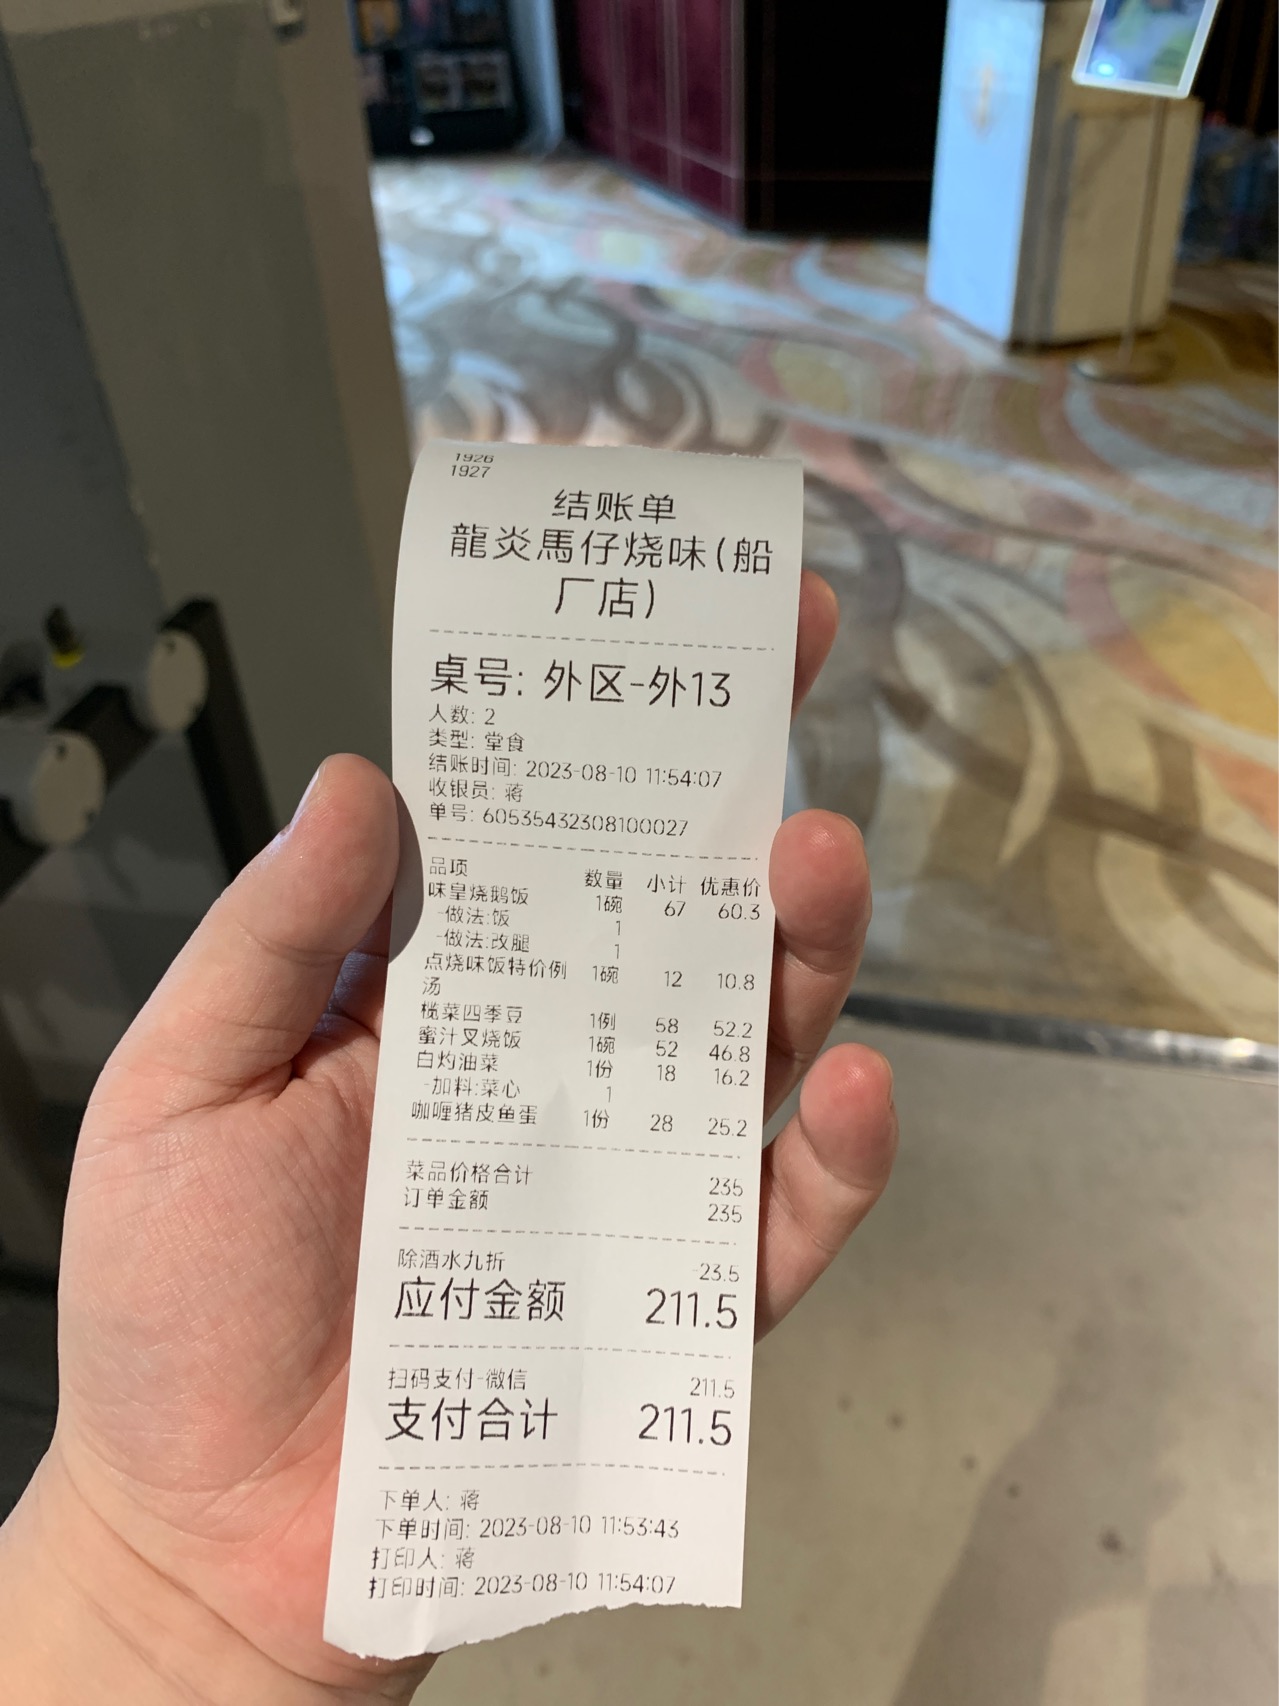 1926
1927
结账单
龍炎馬仔烧味(船
厂店)
桌号: 外区-外13
人数: 2
类型: 堂食
结账时间: 2023-08-10 11:54:07
收银员: 蒋
单号: 605354432308100027
品项 数量 小计 优惠价
味皇烧鹅饭 1碗 67 60.3
-做法:饭 1
-做法:改腿 1
点烧味饭特价例 1碗 12 10.8
汤
榄菜四季豆 1例 58 52.2
蜜汁叉烧饭 1碗 52 46.8
白灼油菜 1份 18 16.2
-加料:菜心 1
咖喱猪皮鱼蛋 1份 28 25.2
菜品价格合计 235
订单金额 235
除酒水九折 -23.5
应付金额 211.5
扫码支付-微信 211.5
支付合计 211.5
下单人: 蒋
下单时间: 2023-08-10 11:53:43
打印人: 蒋
打印时间: 2023-08-10 11:54:07